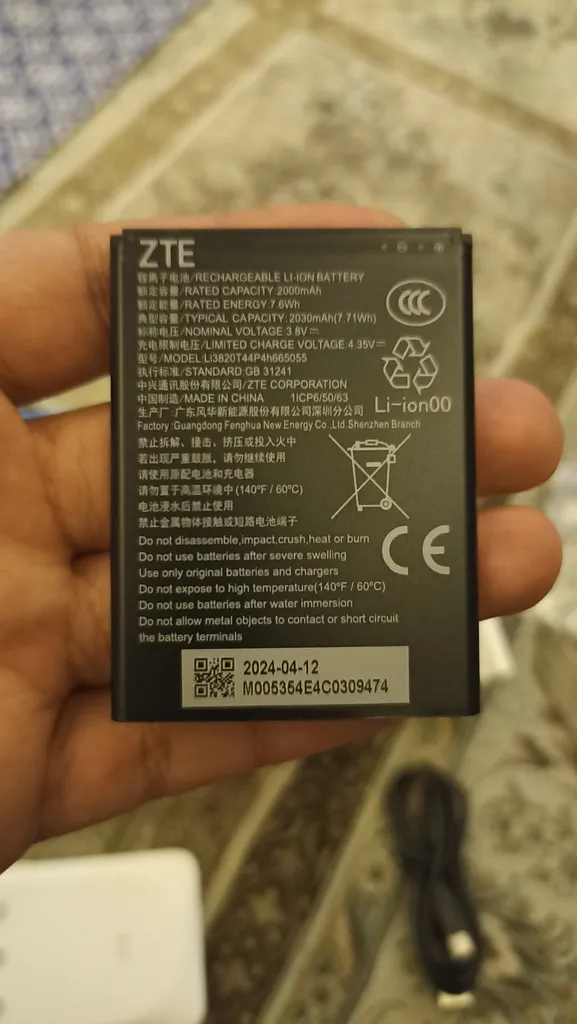 ZTE
锂离子电池/RECHARGEABLE LI-ION BATTERY
额定容量/RATED CAPACITY:2000mAh
额定能量/RATED ENERGY:7.6Wh
典型容量/TYPICAL CAPACITY:2030mAh(7.71Wh)
标称电压/NOMINAL VOLTAGE:3.8V⎓
充电限制电压/LIMITED CHARGE VOLTAGE:4.35V⎓
型号/MODEL:Li3820T44P4h665055
执行标准/STANDARD:GB 31241
中兴通讯股份有限公司/ZTE CORPORATION
中国制造/MADE IN CHINA 1ICP6/50/63
生产厂:广东风华新能源股份有限公司深圳分公司
Factory:Guangdong Fenghua New Energy Co.,Ltd.Shenzhen Branch
CCC
Li-ion00
禁止拆解、撞击、挤压或投入火中
若出现严重鼓胀,请勿继续使用
请使用原配电池和充电器
请勿置于高温环境中(140°F / 60°C)
电池浸水后禁止使用
禁止金属物体接触或短路电池端子
CE
Do not disassemble,impact,crush,heat or burn
Do not use batteries after severe swelling
Use only original batteries and chargers
Do not expose to high temperature(140°F / 60°C)
Do not use batteries after water immersion
Do not allow metal objects to contact or short circuit
the battery terminals
2024-04-12
M005354E4C0309474